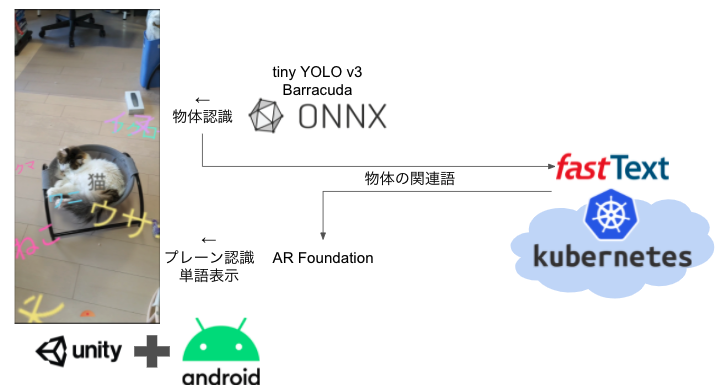 tiny YOLO v3
Barracuda
←
物体認識
ONNX
クマ
猫
ウサ
ねこ
物体の関連語
fastText
kubernetes
←
プレーン認識
単語表示
AR Foundation
unity
android